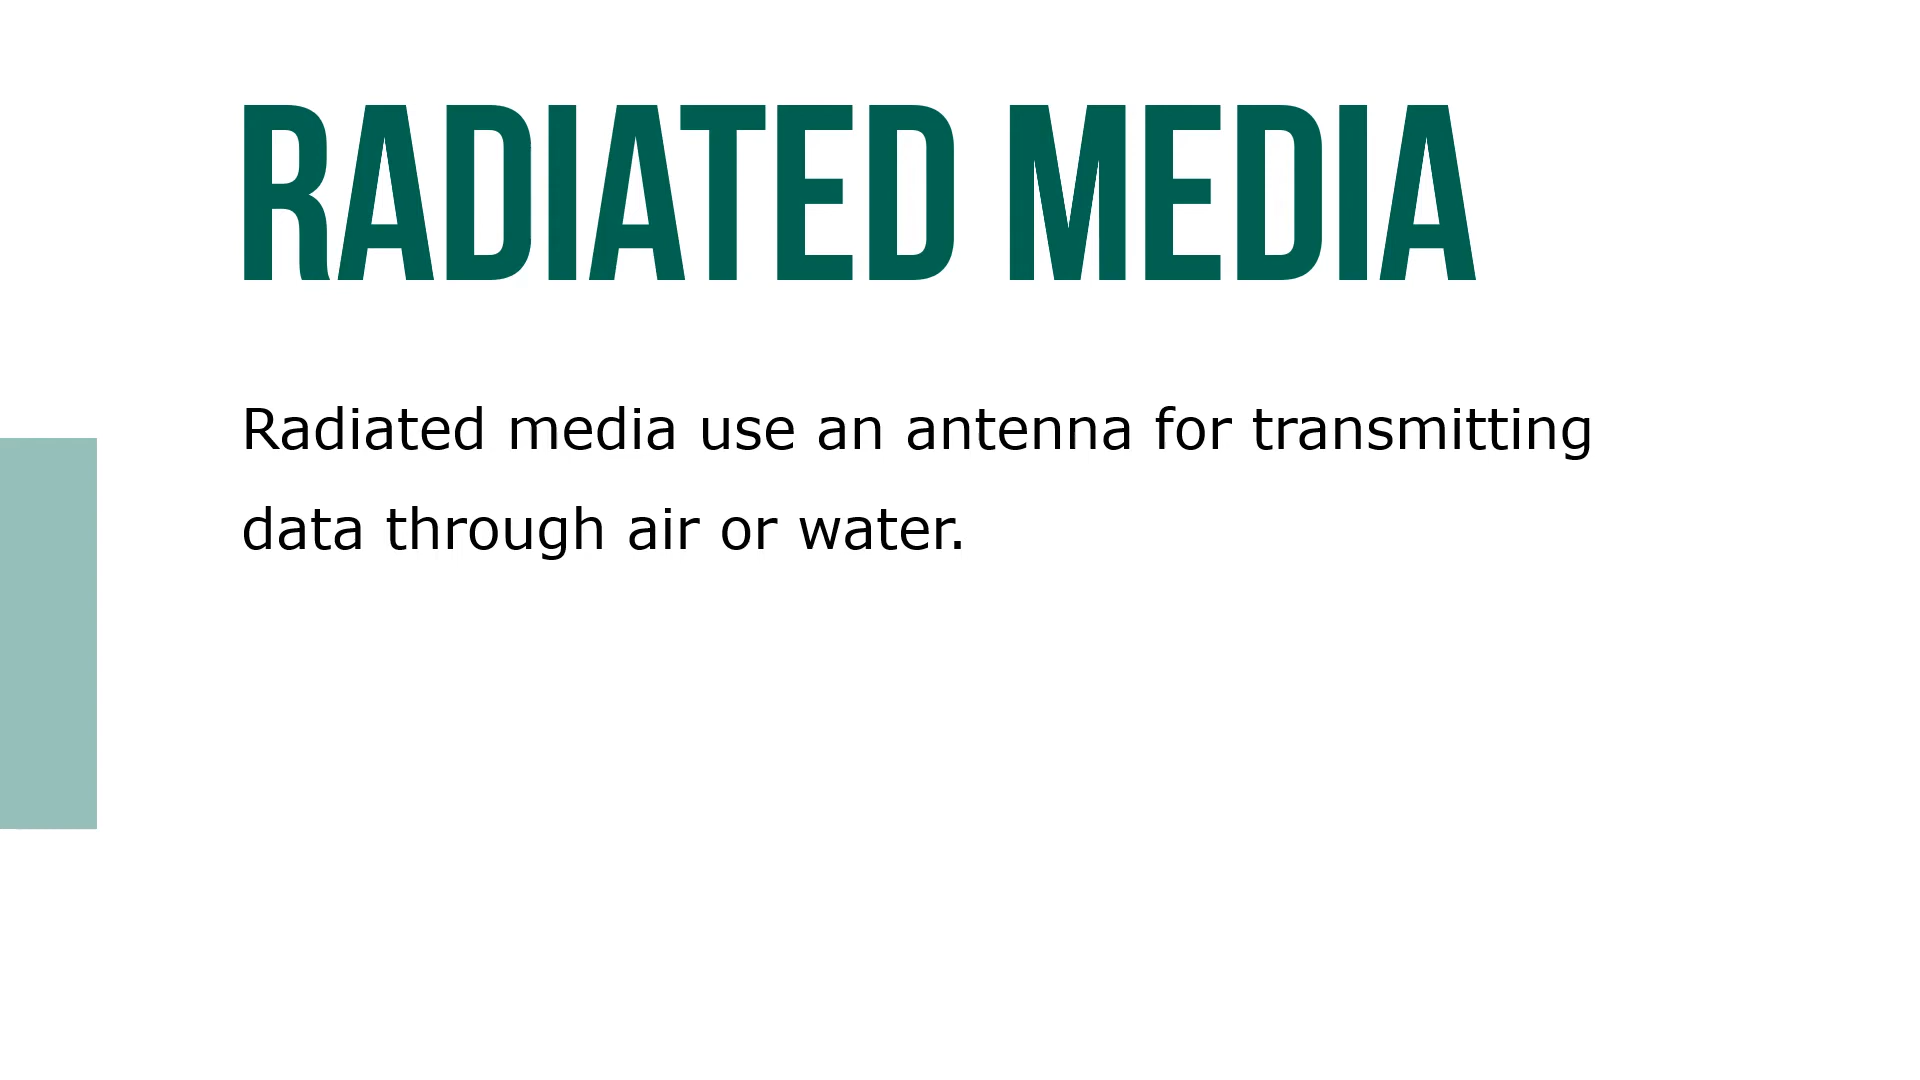 RADIATED MEDIA
Radiated media use an antenna for transmitting
data through air or water.